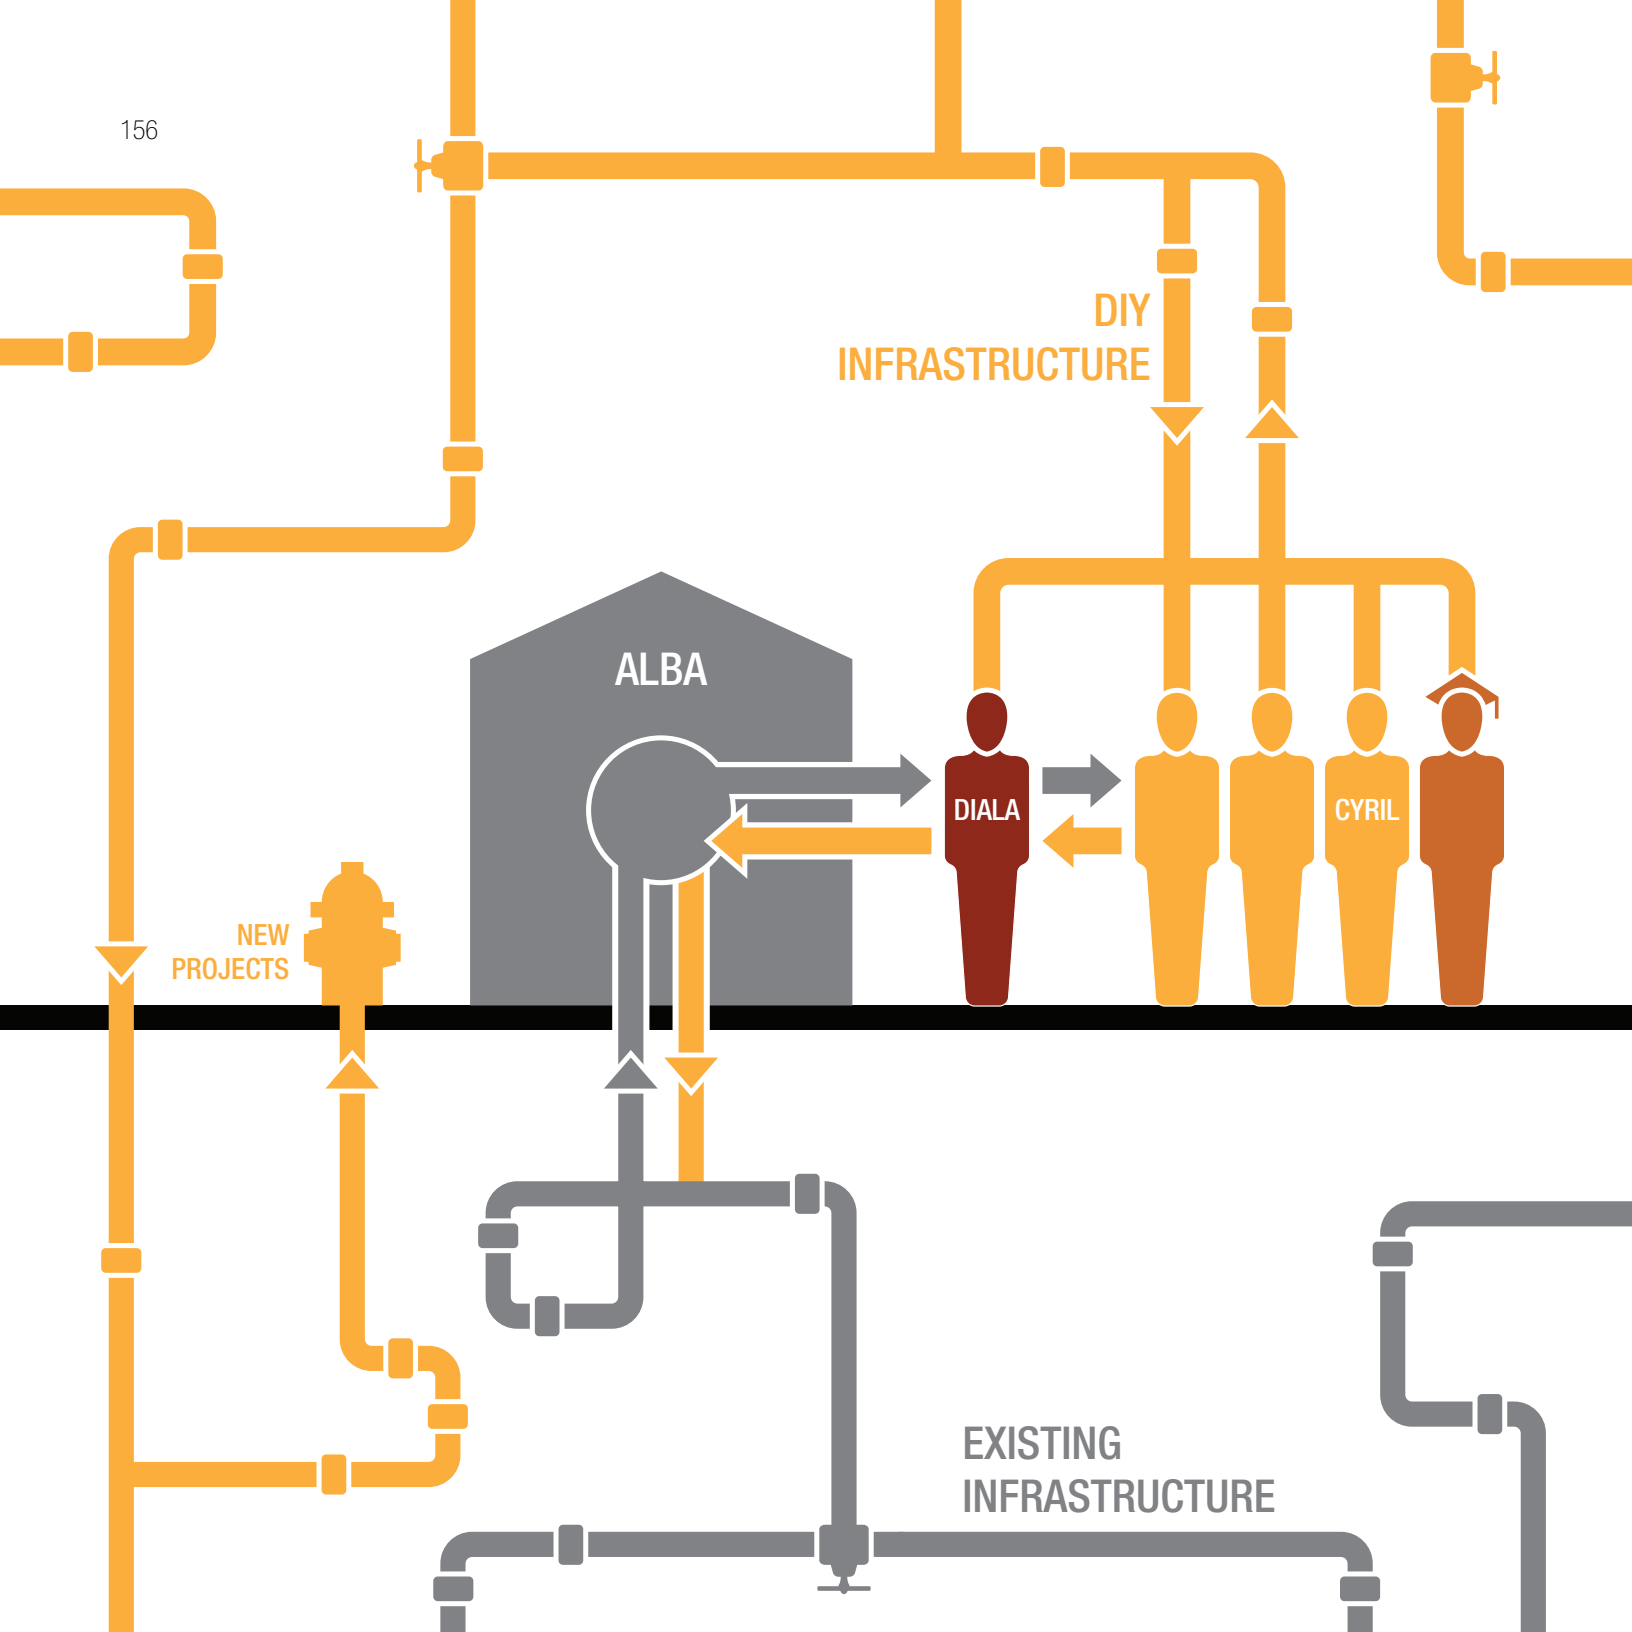 156
DIY
INFRASTRUCTURE
ALBA
DIALA
CYRIL
NEW
PROJECTS
EXISTING
INFRASTRUCTURE